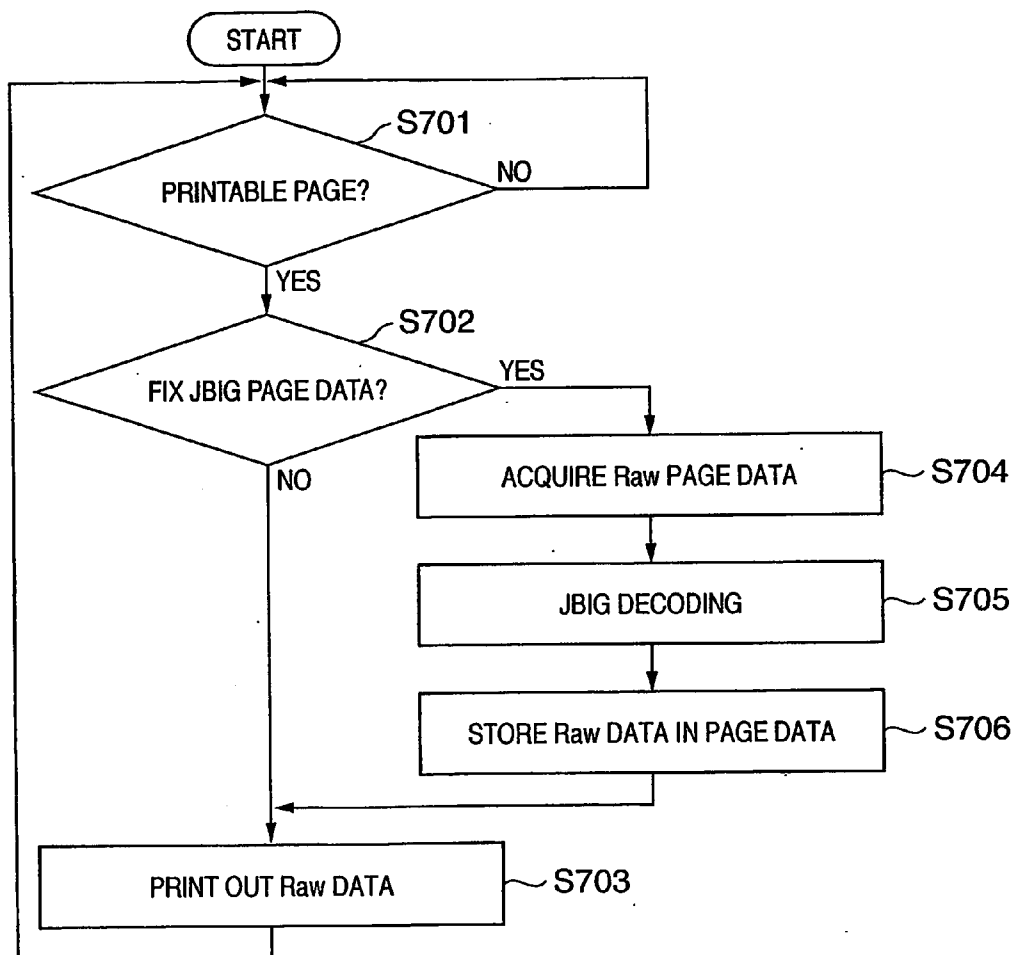 START
S701
PRINTABLE PAGE?
NO
YES
S702
FIX JBIG PAGE DATA?
YES
NO
ACQUIRE Raw PAGE DATA
S704
JBIG DECODING
S705
STORE Raw DATA IN PAGE DATA
S706
PRINT OUT Raw DATA
S703